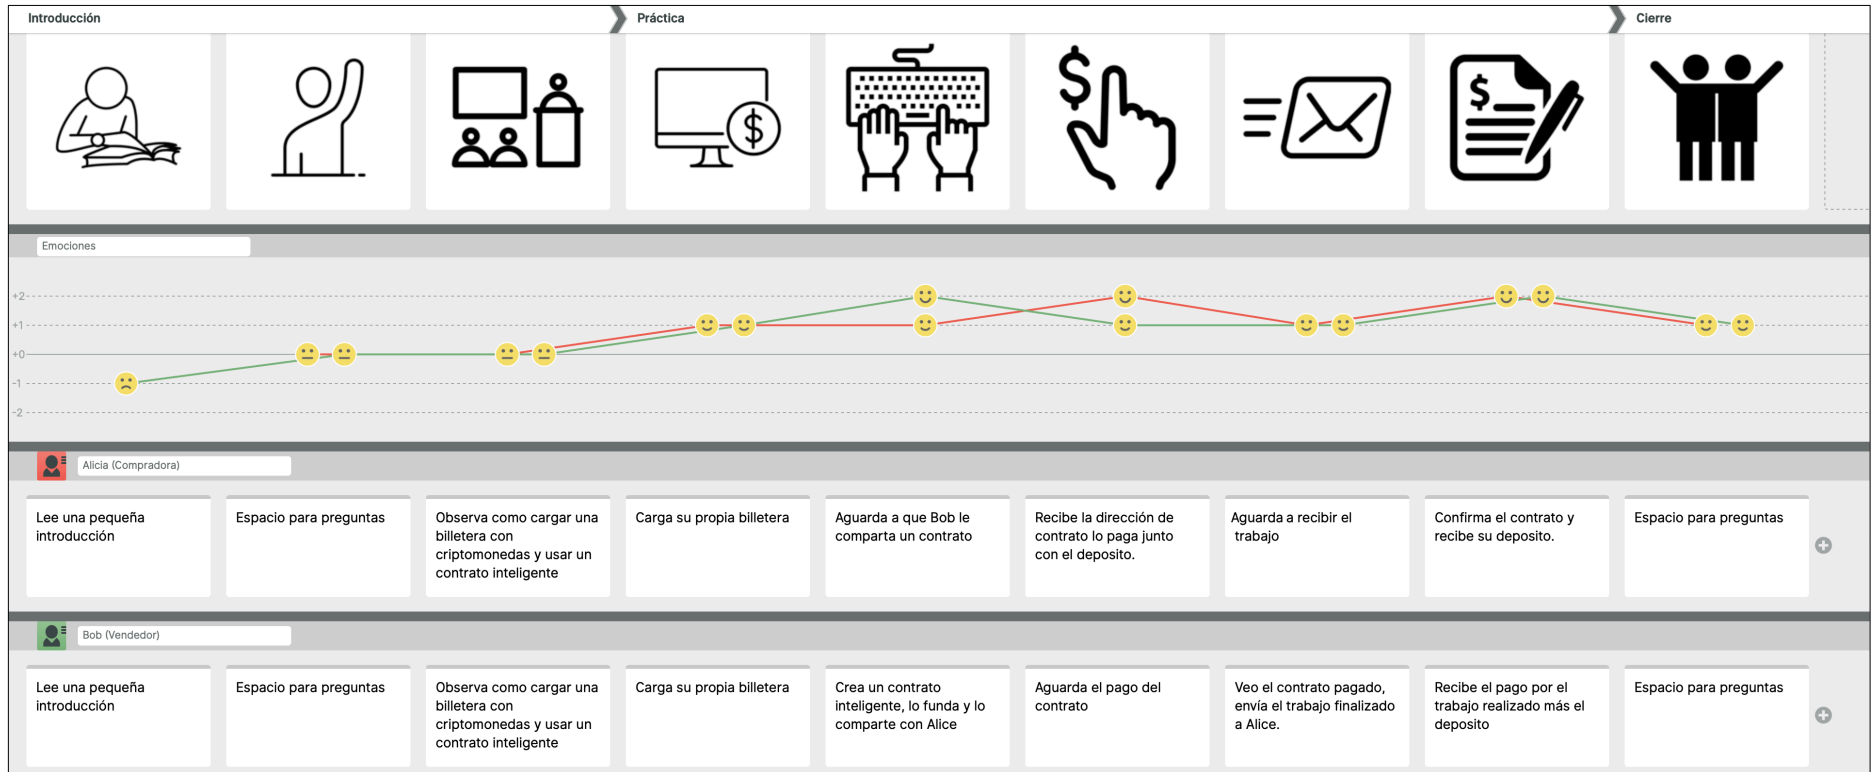 Introducción
Práctica
Cierre
$
$
$
Emociones
+2
+1
+0
-1
-2
Alicia (Compradora)
Lee una pequeña
introducción
Espacio para preguntas
Observa como cargar una
billetera con
criptomonedas y usar un
contrato inteligente
Carga su propia billetera
Aguarda a que Bob le
comparta un contrato
Recibe la dirección de
contrato lo paga junto
con el deposito.
Aguarda a recibir el
trabajo
Confirma el contrato y
recibe su deposito.
Espacio para preguntas
Bob (Vendedor)
Lee una pequeña
introducción
Espacio para preguntas
Observa como cargar una
billetera con
criptomonedas y usar un
contrato inteligente
Carga su propia billetera
Crea un contrato
inteligente, lo funda y lo
comparte con Alice
Aguarda el pago del
contrato
Veo el contrato pagado,
envía el trabajo finalizado
a Alice.
Recibe el pago por el
trabajo realizado más el
deposito
Espacio para preguntas